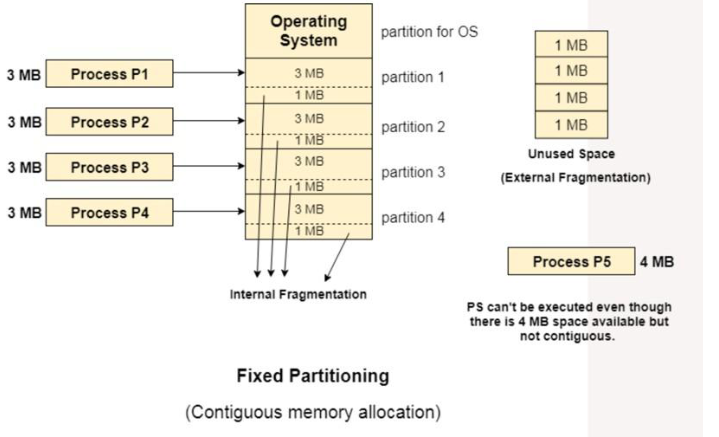 Operating
System
partition for OS
3 MB
Process P1
3 MB
1 MB
partition 1
3 MB
Process P2
3 MB
1 MB
partition 2
3 MB
Process P3
3 MB
1 MB
partition 3
3 MB
Process P4
3 MB
1 MB
partition 4
Internal Fragmentation
1 MB
1 MB
1 MB
1 MB
Unused Space
(External Fragmentation)
Process P5
4 MB
PS can't be executed even though
there is 4 MB space available but
not contiguous.
Fixed Partitioning
(Contiguous memory allocation)